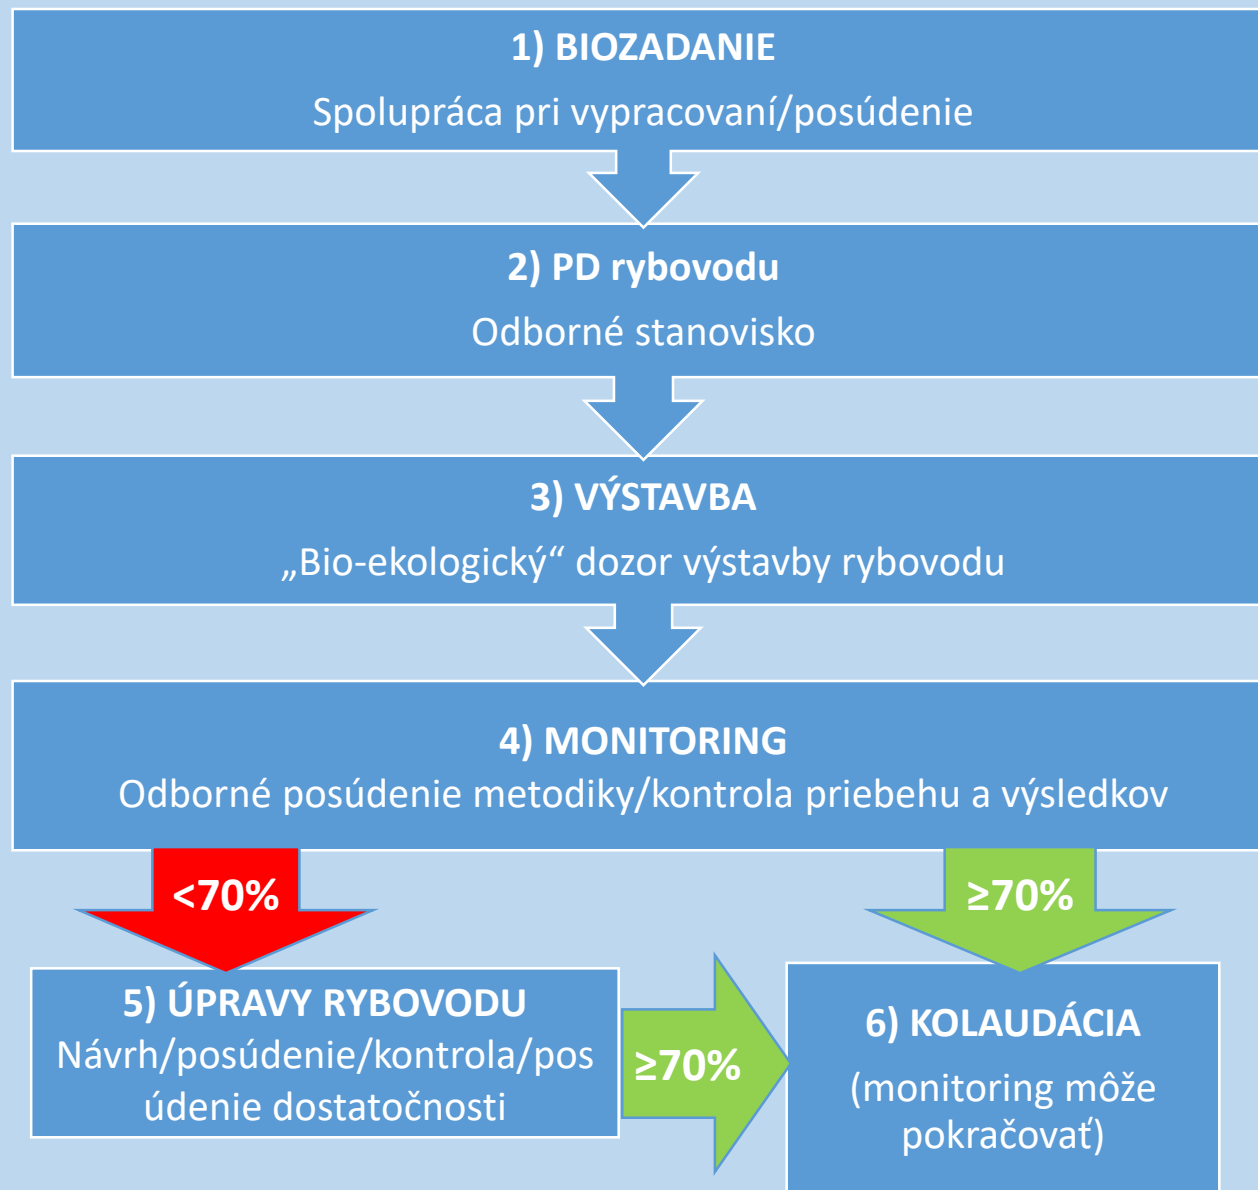 1) BIOZADANIE
Spolupráca pri vypracovaní/posúdenie
2) PD rybovodu
Odborné stanovisko
3) VÝSTAVBA
„Bio-ekologický“ dozor výstavby rybovodu
4) MONITORING
Odborné posúdenie metodiky/kontrola priebehu a výsledkov
<70%
≥70%
5) ÚPRAVY RYBOVODU
Návrh/posúdenie/kontrola/pos
údenie dostatočnosti
≥70%
6) KOLAUDÁCIA
(monitoring môže
pokračovať)